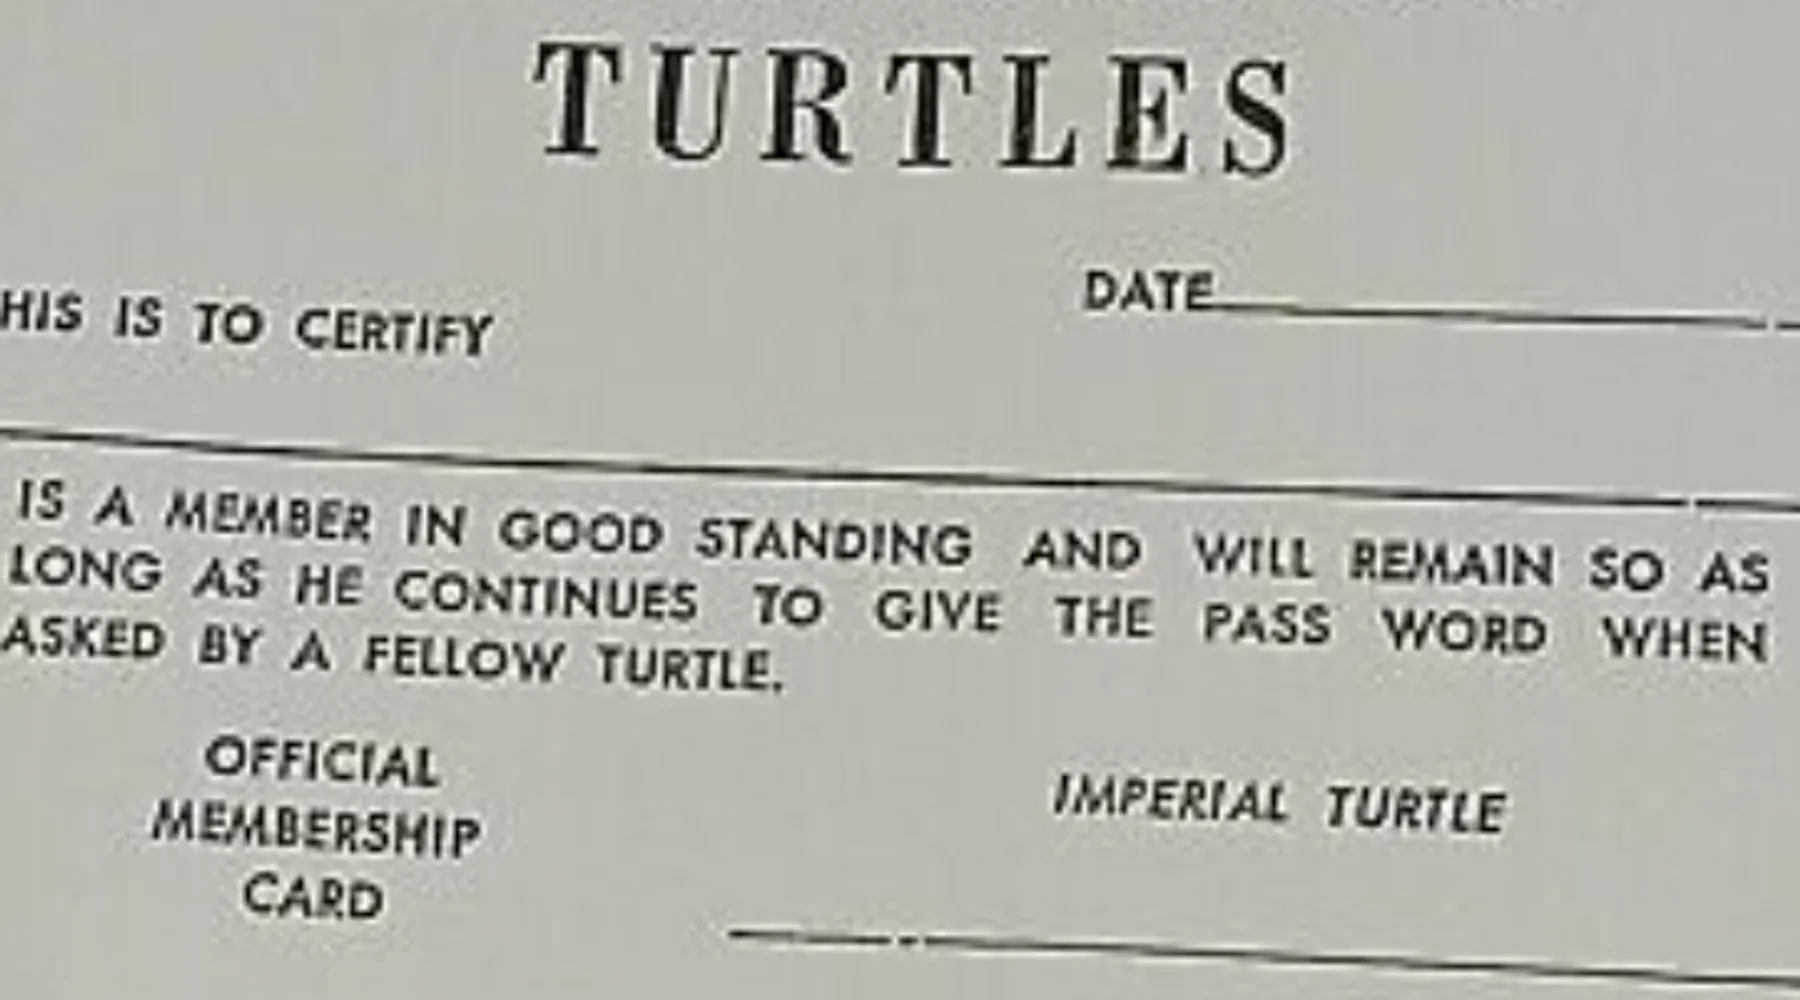 TURTLES
DATE
HIS IS TO CERTIFY
IS A MEMBER IN GOOD STANDING AND WILL REMAIN SO AS
LONG AS HE CONTINUES TO GIVE THE PASS WORD WHEN
ASKED BY A FELLOW TURTLE.
OFFICIAL
MEMBERSHIP
CARD
IMPERIAL TURTLE